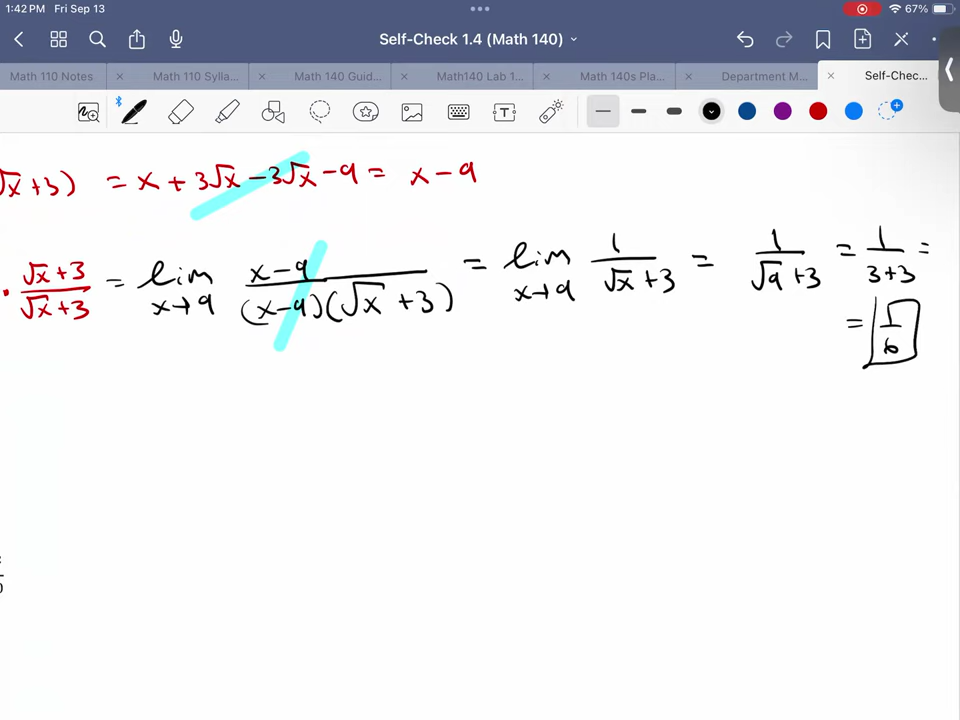 1:42 PM Fri Sep 13
67%
Self-Check 1.4 (Math 140)
Math 110 Notes
Math 110 Sylla...
Math 140 Guid...
Math140 Lab 1...
Math 140s Pla...
Department M...
Self-Chec...
√x+3) = x + 3√x − 3√x − 9 = x − 9
· (√x+3)/(√x+3) = lim x→9 (x−9)/((x−9)(√x+3)) = lim x→9 1/(√x+3) = 1/(√9+3) = 1/(3+3) =
= 1/6